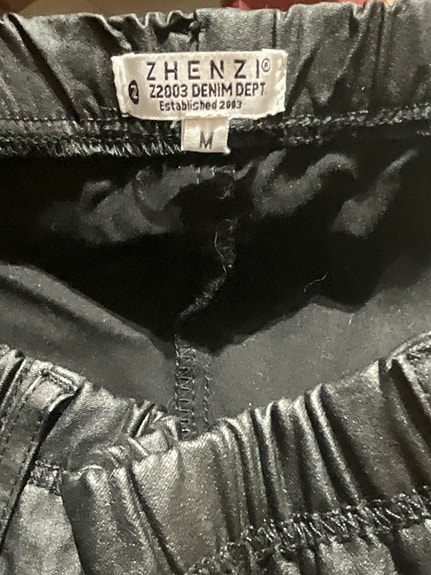 ZHENZI®
Z Z2003 DENIM DEPT
Established 2003
M